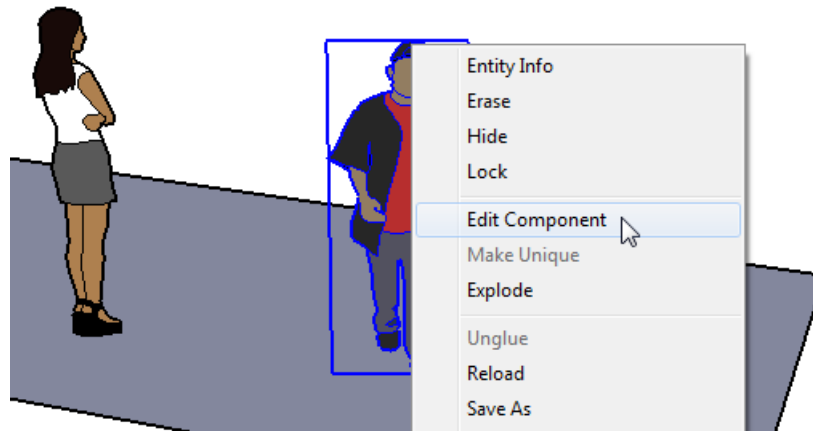 Entity Info
Erase
Hide
Lock
Edit Component
Make Unique
Explode
Unglue
Reload
Save As